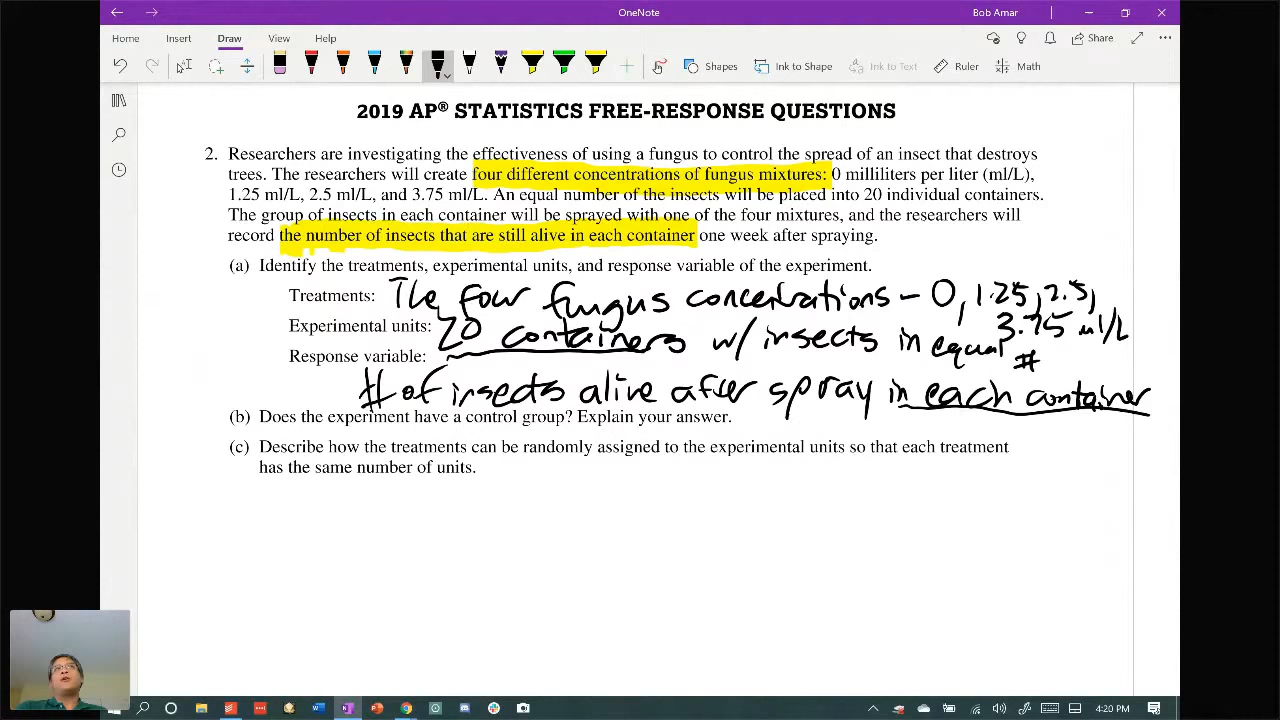 OneNote
Bob Amar
Home Insert Draw View Help
Share
Shapes Ink to Shape Ink to Text Ruler Math
2019 AP® STATISTICS FREE-RESPONSE QUESTIONS
2. Researchers are investigating the effectiveness of using a fungus to control the spread of an insect that destroys
trees. The researchers will create four different concentrations of fungus mixtures: 0 milliliters per liter (ml/L),
1.25 ml/L, 2.5 ml/L, and 3.75 ml/L. An equal number of the insects will be placed into 20 individual containers.
The group of insects in each container will be sprayed with one of the four mixtures, and the researchers will
record the number of insects that are still alive in each container one week after spraying.
(a) Identify the treatments, experimental units, and response variable of the experiment.
Treatments: The four fungus concentrations – 0, 1.25, 2.5,
3.75 ml/L
Experimental units: 20 containers w/ insects in equal
#
Response variable:
# of insects alive after spray in each container
(b) Does the experiment have a control group? Explain your answer.
(c) Describe how the treatments can be randomly assigned to the experimental units so that each treatment
has the same number of units.
4:20 PM